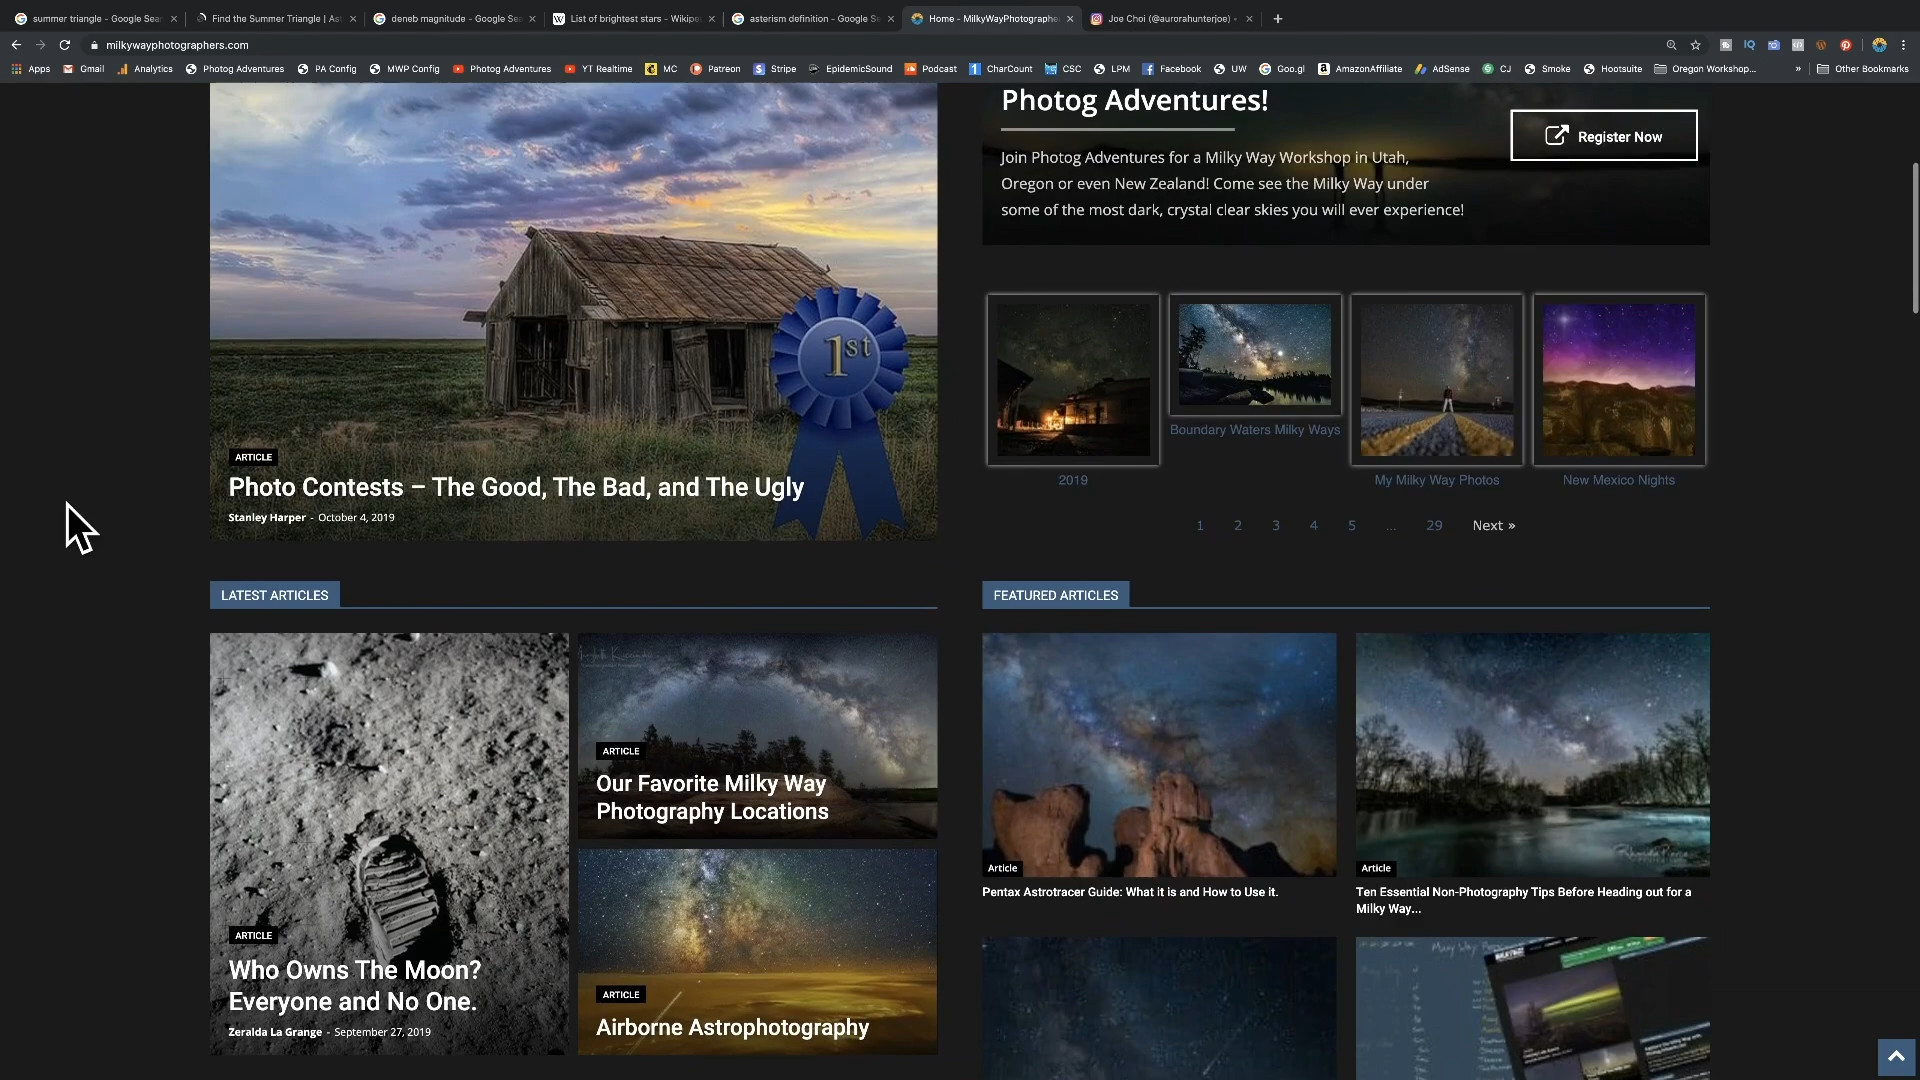 summer triangle - Google Sear
Find the Summer Triangle | Ast
deneb magnitude - Google Sea
List of brightest stars - Wikipe
asterism definition - Google Se
Home - MilkyWayPhotographe
Joe Choi (@aurorahunterjoe) •
milkywayphotographers.com
Apps
Gmail
Analytics
Photog Adventures
PA Config
MWP Config
Photog Adventures
YT Realtime
MC
Patreon
Stripe
EpidemicSound
Podcast
CharCount
CSC
LPM
Facebook
UW
Goo.gl
AmazonAffiliate
AdSense
CJ
Smoke
Hootsuite
Oregon Workshop...
»
Other Bookmarks
Photog Adventures!
Join Photog Adventures for a Milky Way Workshop in Utah,
Oregon or even New Zealand! Come see the Milky Way under
some of the most dark, crystal clear skies you will ever experience!
Register Now
1st
ARTICLE
Photo Contests – The Good, The Bad, and The Ugly
Stanley Harper - October 4, 2019
2019
Boundary Waters Milky Ways
My Milky Way Photos
New Mexico Nights
1 2 3 4 5 ... 29 Next »
LATEST ARTICLES
ARTICLE
Who Owns The Moon?
Everyone and No One.
Zeralda La Grange - September 27, 2019
ARTICLE
Our Favorite Milky Way
Photography Locations
ARTICLE
Airborne Astrophotography
FEATURED ARTICLES
Article
Pentax Astrotracer Guide: What it is and How to Use it.
Article
Ten Essential Non-Photography Tips Before Heading out for a
Milky Way...